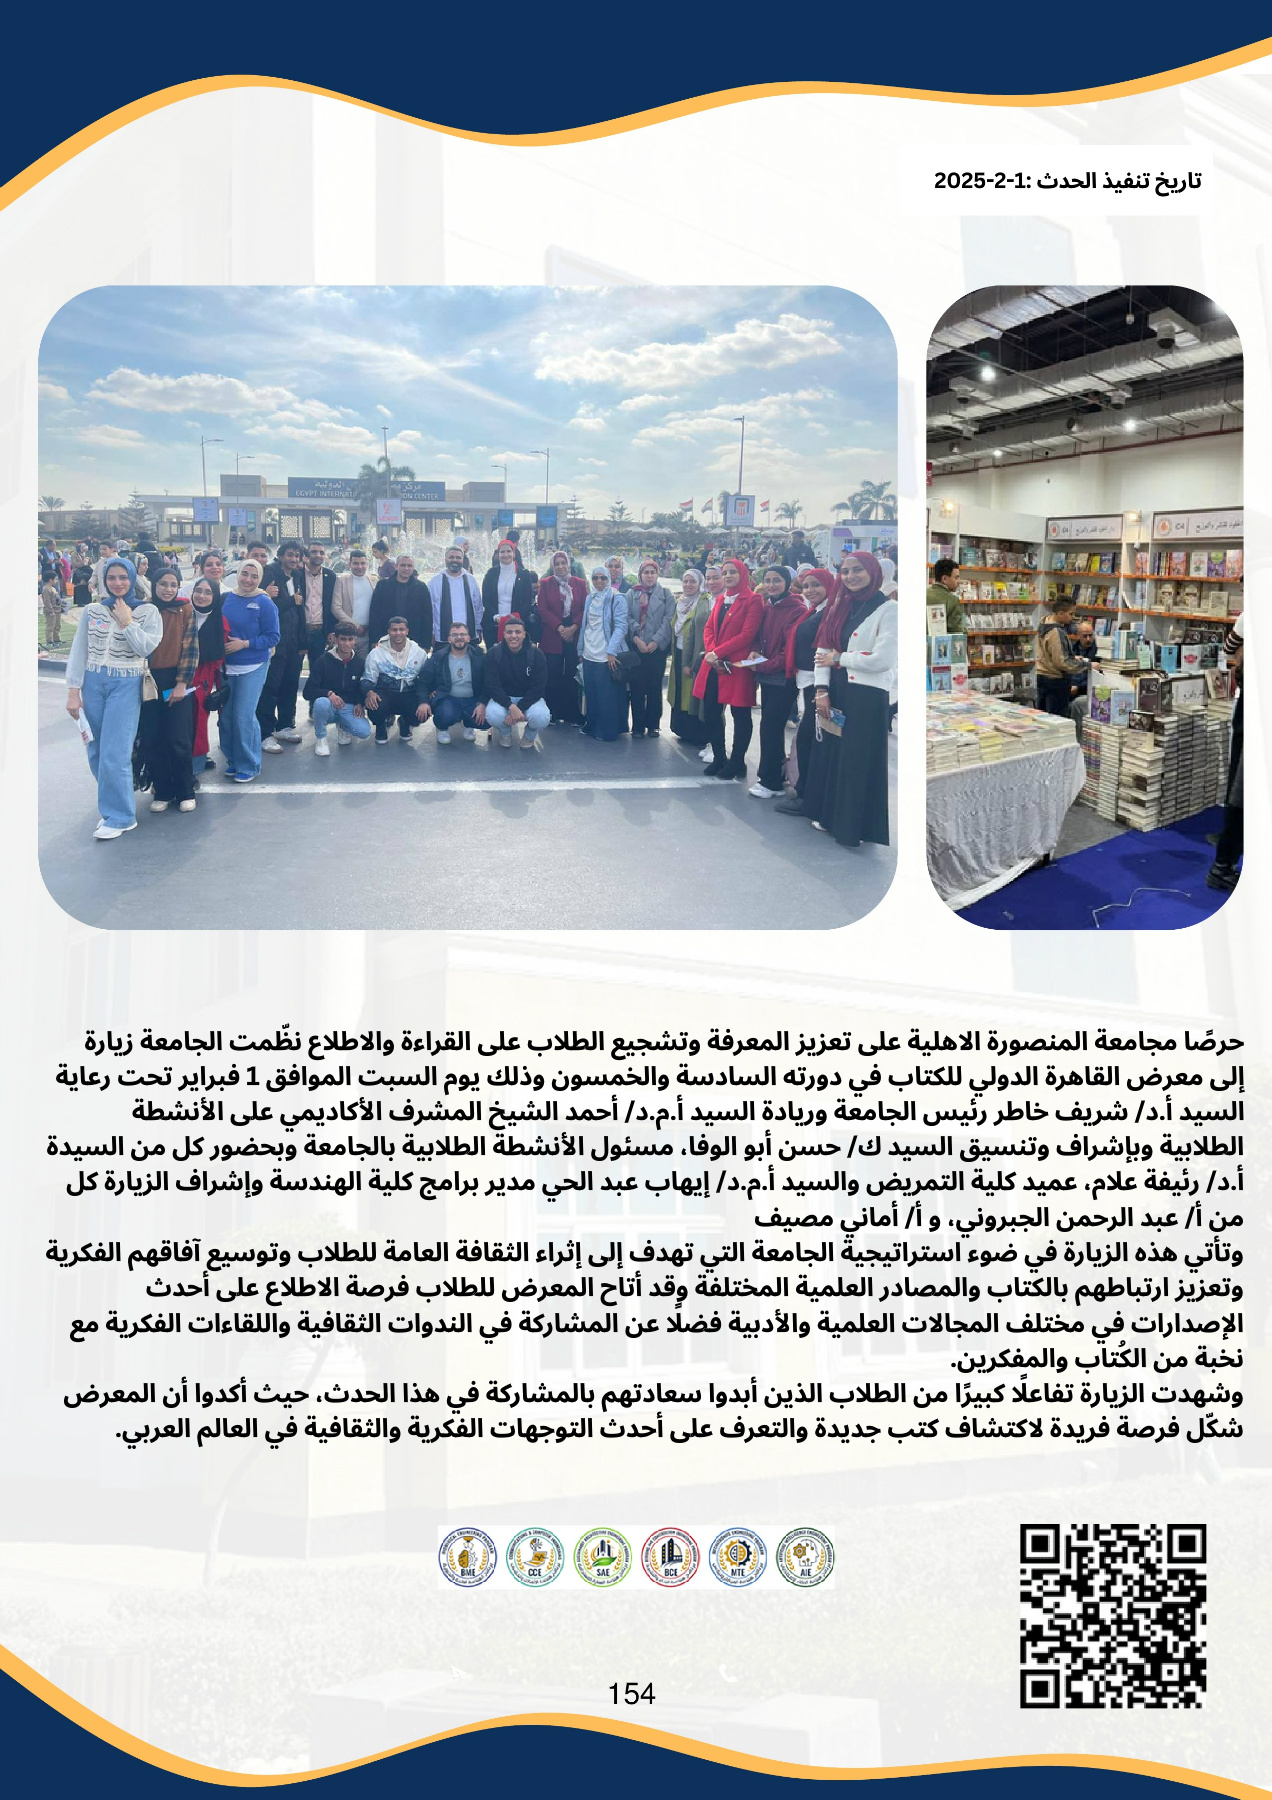 تاريخ تنفيذ الحدث :1-2-2025
EGYPT INTERNATI
ION CENTER
حرصًا مجامعة المنصورة الاهلية على تعزيز المعرفة وتشجيع الطلاب على القراءة والاطلاع نظّمت الجامعة زيارة
إلى معرض القاهرة الدولي للكتاب في دورته السادسة والخمسون وذلك يوم السبت الموافق 1 فبراير تحت رعاية
السيد أ.د/ شريف خاطر رئيس الجامعة وريادة السيد أ.م.د/ أحمد الشيخ المشرف الأكاديمي على الأنشطة
الطلابية وبإشراف وتنسيق السيد ك/ حسن أبو الوفا، مسئول الأنشطة الطلابية بالجامعة وبحضور كل من السيدة
أ.د/ رئيفة علام، عميد كلية التمريض والسيد أ.م.د/ إيهاب عبد الحي مدير برامج كلية الهندسة وإشراف الزيارة كل
من أ/ عبد الرحمن الجبروني، و أ/ أماني مصيف
وتأتي هذه الزيارة في ضوء استراتيجية الجامعة التي تهدف إلى إثراء الثقافة العامة للطلاب وتوسيع آفاقهم الفكرية
وتعزيز ارتباطهم بالكتاب والمصادر العلمية المختلفة وقد أتاح المعرض للطلاب فرصة الاطلاع على أحدث
الإصدارات في مختلف المجالات العلمية والأدبية فضلًا عن المشاركة في الندوات الثقافية واللقاءات الفكرية مع
نخبة من الكُتاب والمفكرين.
وشهدت الزيارة تفاعلًا كبيرًا من الطلاب الذين أبدوا سعادتهم بالمشاركة في هذا الحدث، حيث أكدوا أن المعرض
شكّل فرصة فريدة لاكتشاف كتب جديدة والتعرف على أحدث التوجهات الفكرية والثقافية في العالم العربي.
BME CCE SAE BCE MTE AIE
154